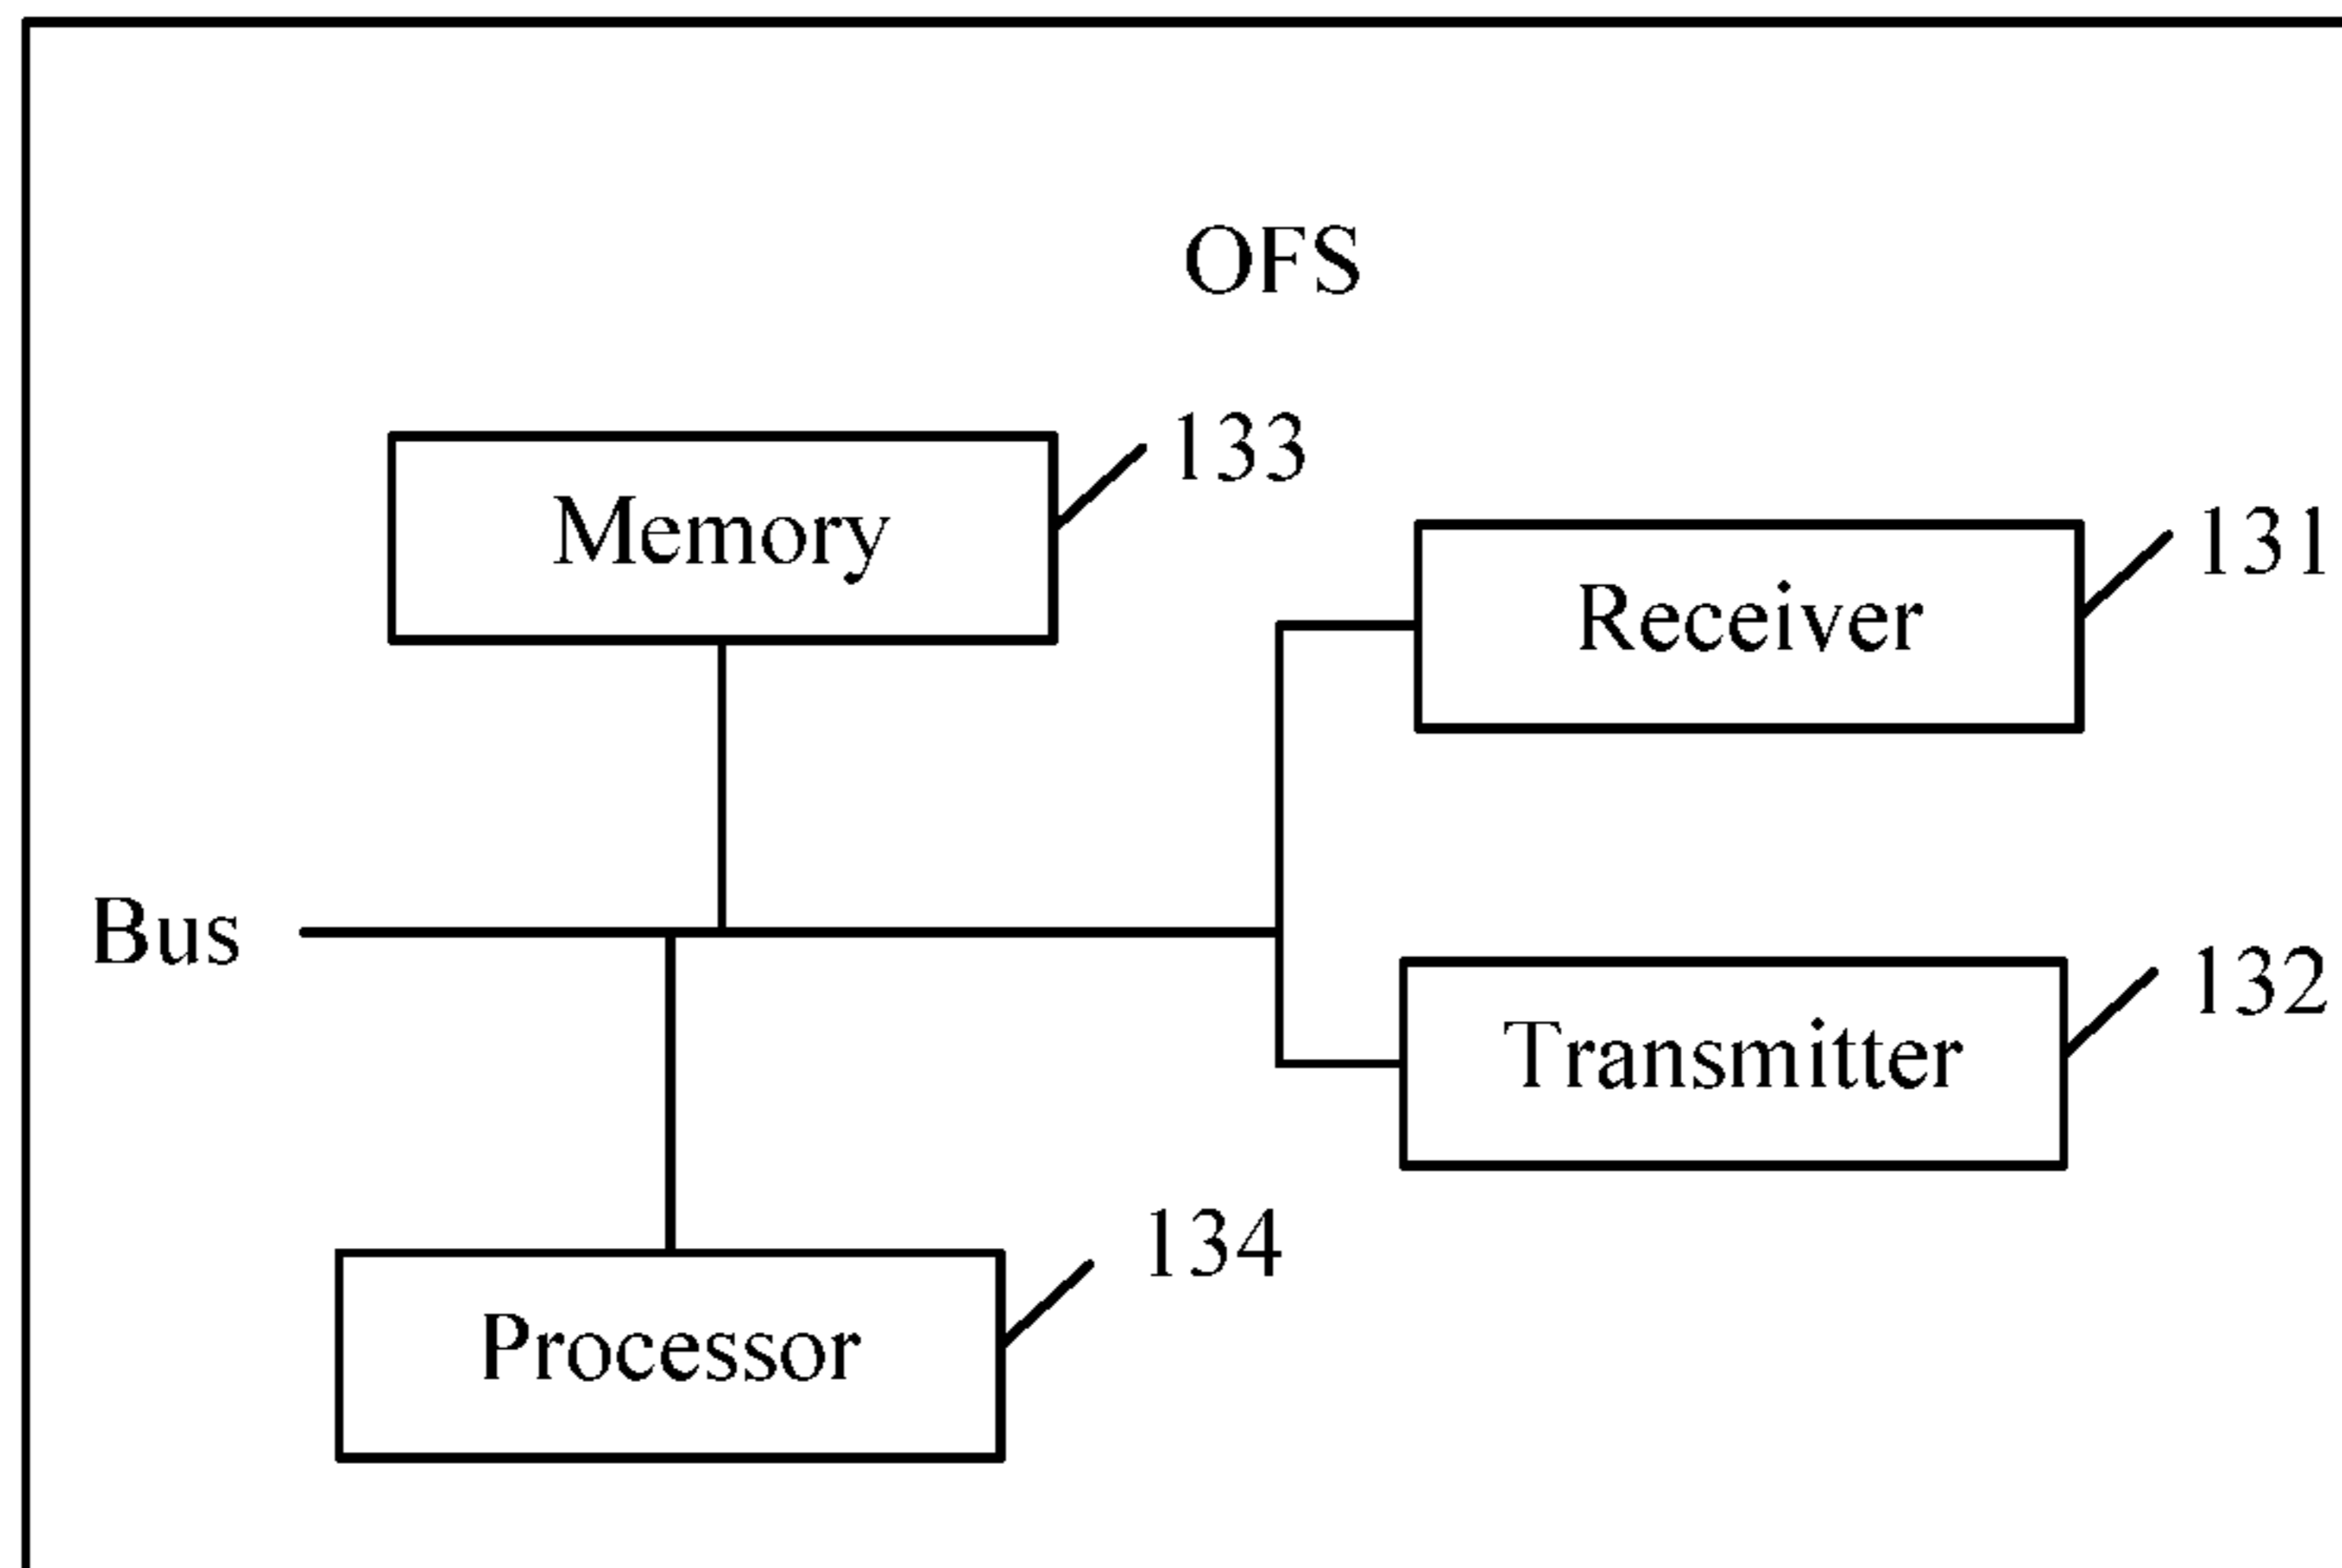 OFS
133
Memory
131
Receiver
Bus
132
Transmitter
134
Processor